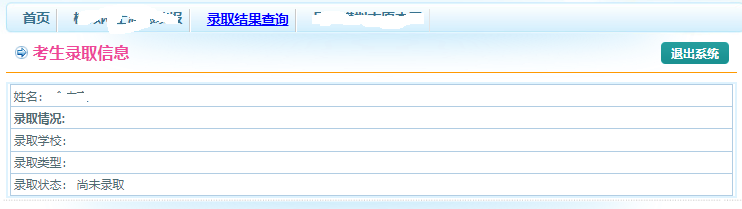 首页 录取结果查询
考生录取信息 退出系统
姓名：
录取情况:
录取学校：
录取类型：
录取状态： 尚未录取